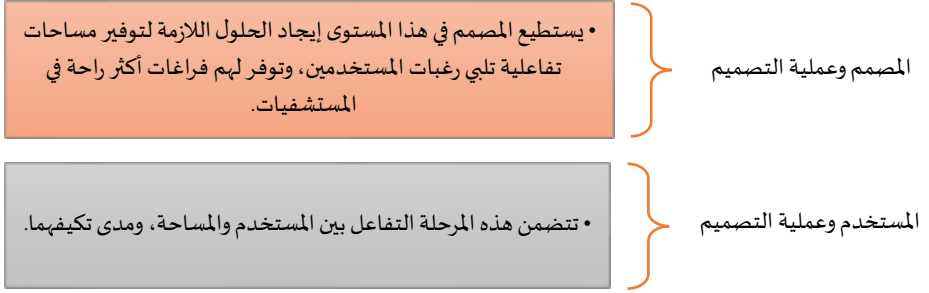 المصمم وعملية التصميم
• يستطيع المصمم في هذا المستوى إيجاد الحلول اللازمة لتوفير مساحات
تفاعلية تلبي رغبات المستخدمين، وتوفر لهم فراغات أكثر راحة في
المستشفيات.
المستخدم وعملية التصميم
• تتضمن هذه المرحلة التفاعل بين المستخدم والمساحة، ومدى تكيفهما.